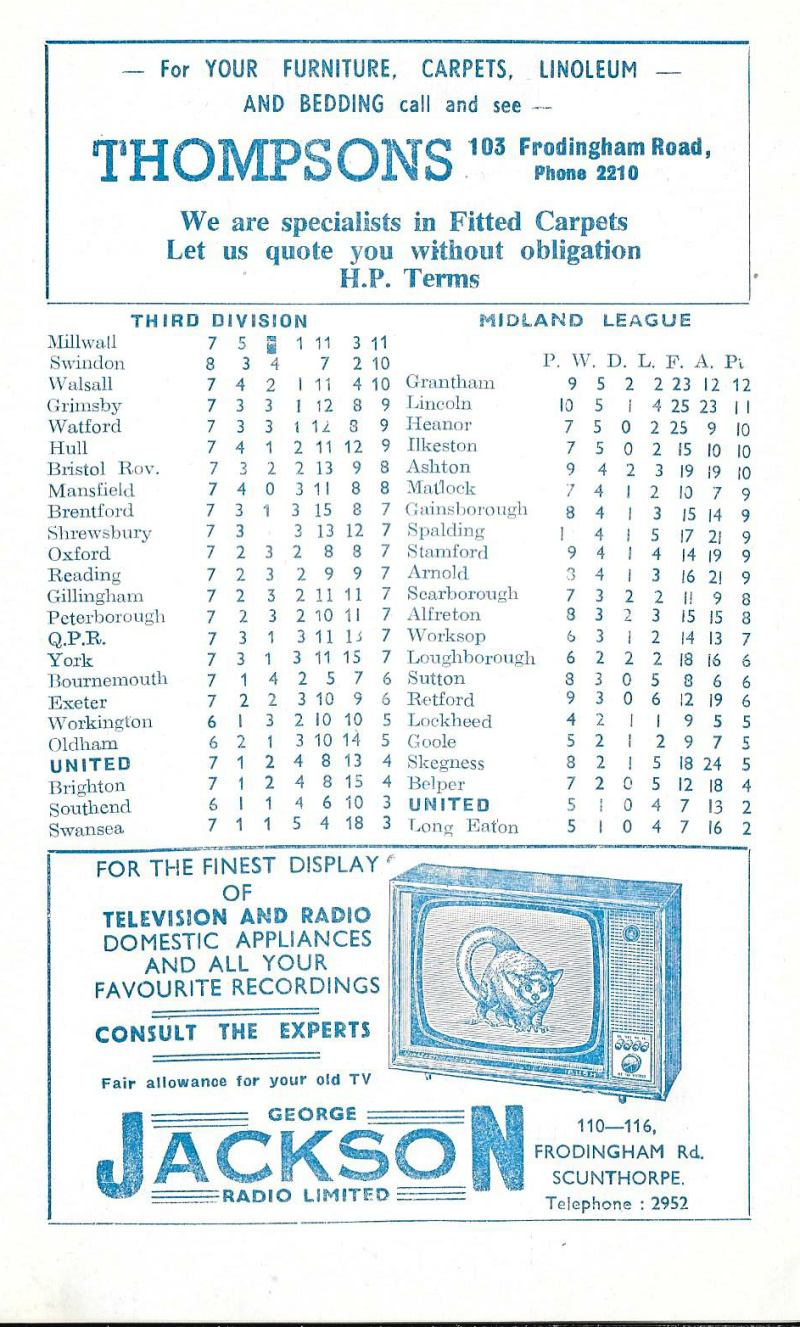 — For YOUR FURNITURE, CARPETS, LINOLEUM —
AND BEDDING call and see —
THOMPSONS 103 Frodingham Road,
Phone 2210
We are specialists in Fitted Carpets
Let us quote you without obligation
H.P. Terms
THIRD DIVISION
Millwall 7 5 1 11 3 11
Swindon 8 3 4 7 2 10
Walsall 7 4 2 1 11 4 10
Grimsby 7 3 3 1 12 8 9
Watford 7 3 3 1 12 8 9
Hull 7 4 1 2 11 12 9
Bristol Rov. 7 3 2 2 13 9 8
Mansfield 7 4 0 3 11 8 8
Brentford 7 3 1 3 15 8 7
Shrewsbury 7 3 3 13 12 7
Oxford 7 2 3 2 8 8 7
Reading 7 2 3 2 9 9 7
Gillingham 7 2 3 2 11 11 7
Peterborough 7 2 3 2 10 11 7
Q.P.R. 7 3 1 3 11 13 7
York 7 3 1 3 11 15 7
Bournemouth 7 1 4 2 5 7 6
Exeter 7 2 2 3 10 9 6
Workington 6 1 3 2 10 10 5
Oldham 6 2 1 3 10 14 5
UNITED 7 1 2 4 8 13 4
Brighton 7 1 2 4 8 15 4
Southend 6 1 1 4 6 10 3
Swansea 7 1 1 5 4 18 3
MIDLAND LEAGUE
P. W. D. L. F. A. Pt
Grantham 9 5 2 2 23 12 12
Lincoln 10 5 1 4 25 23 11
Heanor 7 5 0 2 25 9 10
Ilkeston 7 5 0 2 15 10 10
Ashton 9 4 2 3 19 19 10
Matlock 7 4 1 2 10 7 9
Gainsborough 8 4 1 3 15 14 9
Spalding 1 4 1 5 17 21 9
Stamford 9 4 1 4 14 19 9
Arnold 8 4 1 3 16 21 9
Scarborough 7 3 2 2 11 9 8
Alfreton 8 3 2 3 15 15 8
Worksop 6 3 1 2 14 13 7
Loughborough 6 2 2 2 18 16 6
Sutton 8 3 0 5 8 6 6
Retford 9 3 0 6 12 19 6
Lockheed 4 2 1 1 9 5 5
Goole 5 2 1 2 9 7 5
Skegness 8 2 1 5 18 24 5
Belper 7 2 0 5 12 18 4
UNITED 5 1 0 4 7 13 2
Long Eaton 5 1 0 4 7 16 2
FOR THE FINEST DISPLAY
OF
TELEVISION AND RADIO
DOMESTIC APPLIANCES
AND ALL YOUR
FAVOURITE RECORDINGS
CONSULT THE EXPERTS
Fair allowance for your old TV
BUSH
GEORGE
JACKSON
RADIO LIMITED
110—116,
FRODINGHAM Rd.
SCUNTHORPE.
Telephone : 2952